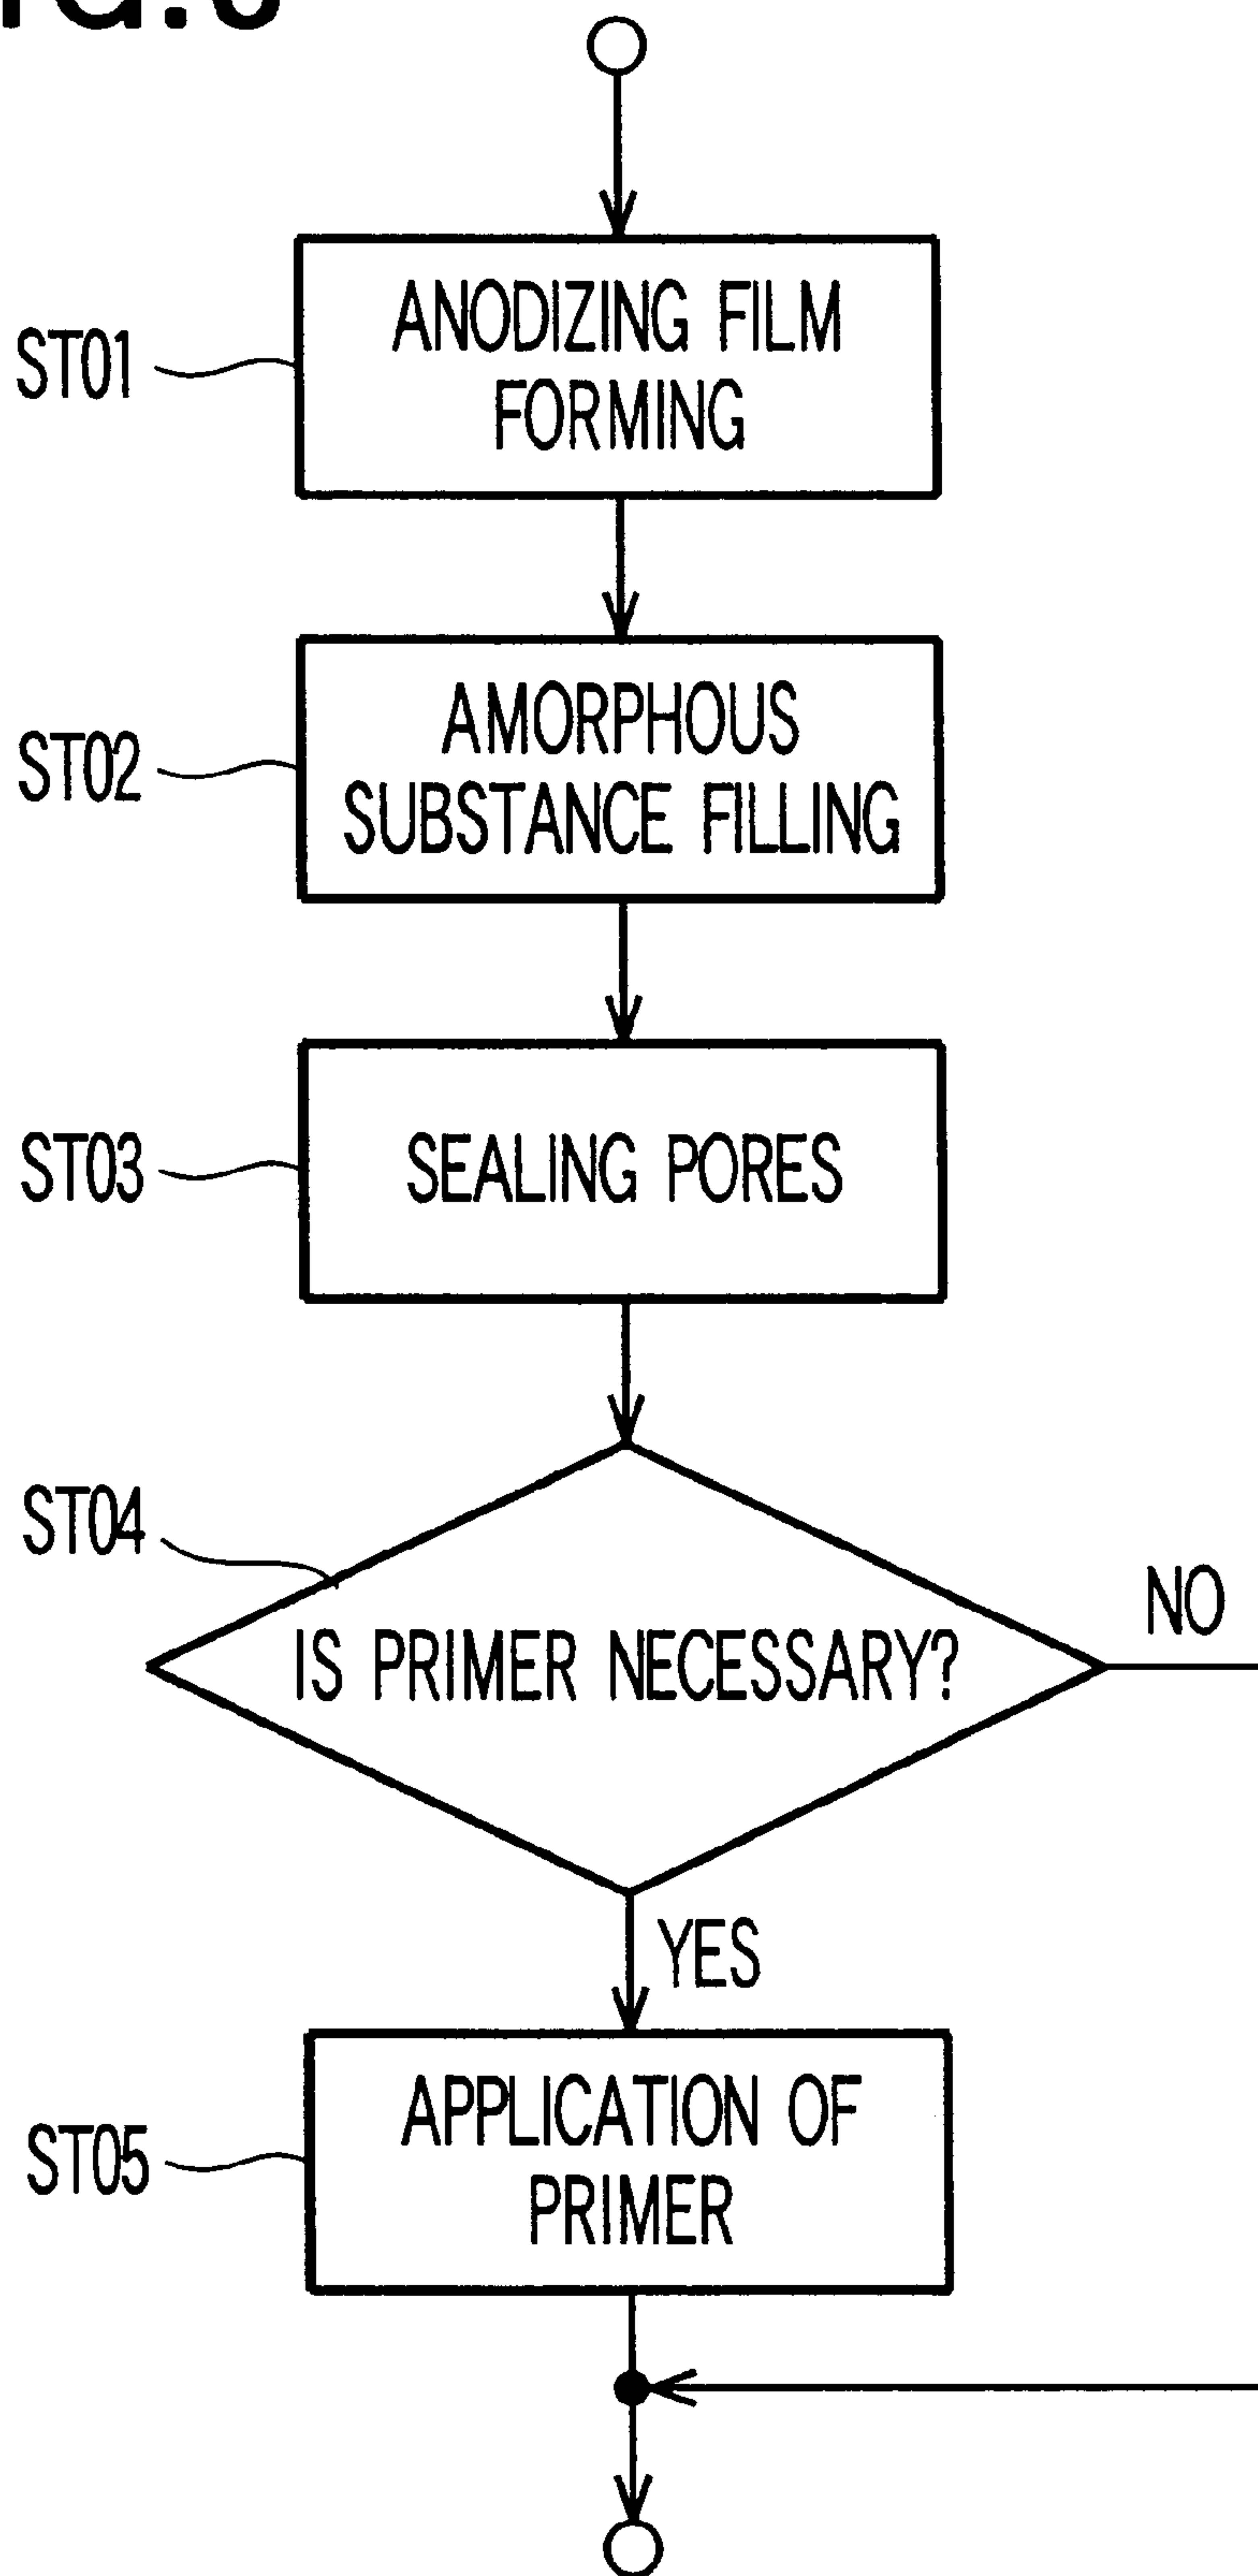 ANODIZING FILM
FORMING
ST01
AMORPHOUS
SUBSTANCE FILLING
ST02
SEALING PORES
ST03
ST04
IS PRIMER NECESSARY?
NO
YES
APPLICATION OF
PRIMER
ST05